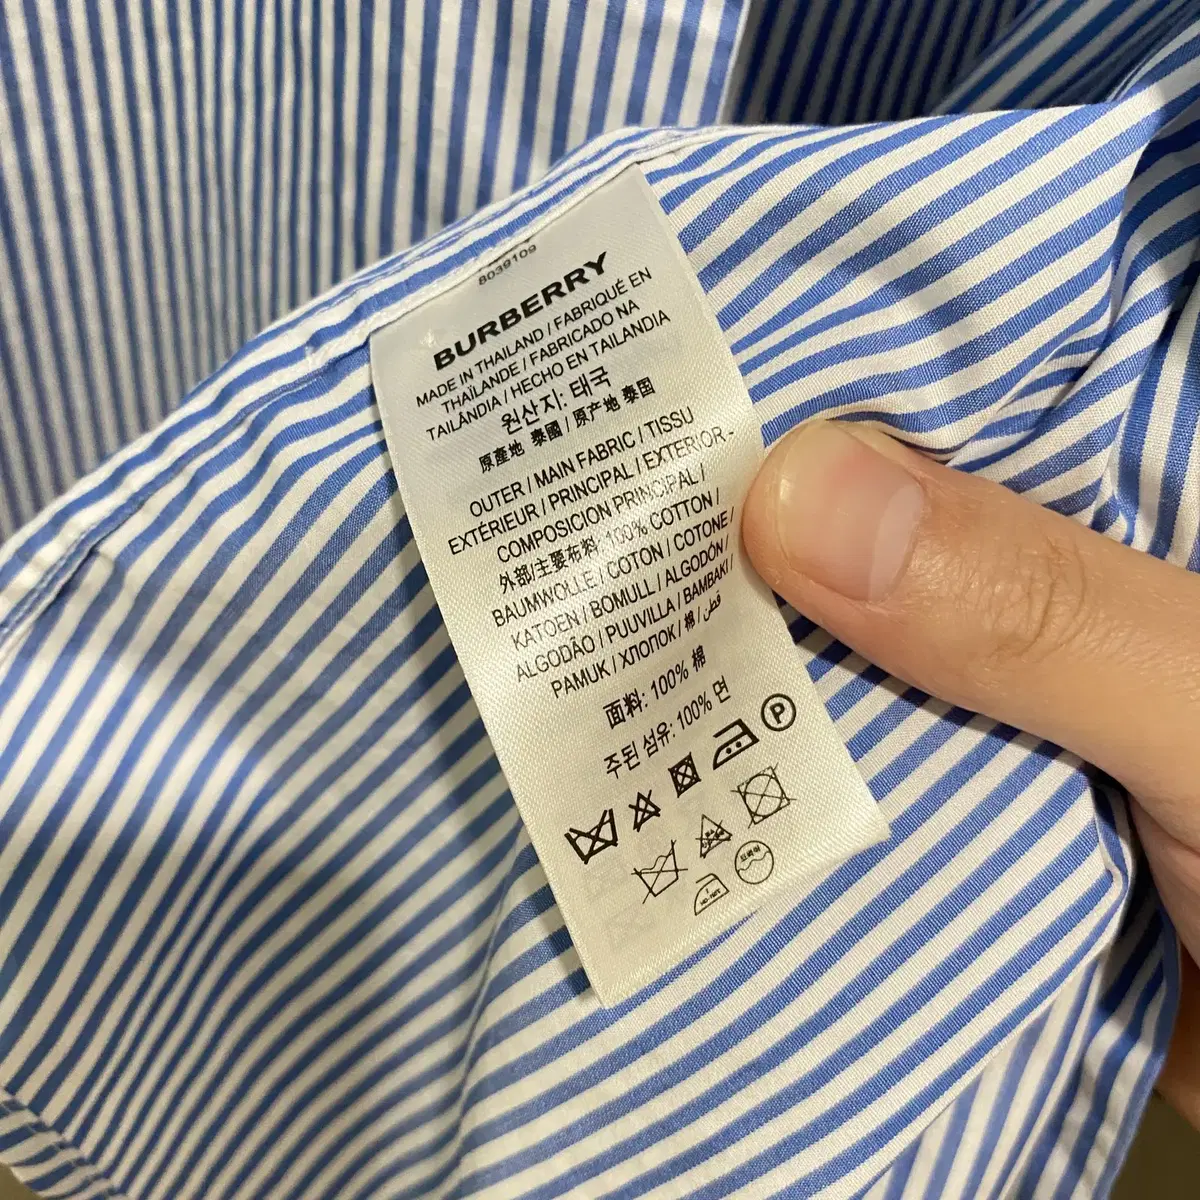 8039109
BURBERRY
MADE IN THAILAND / FABRIQUÉ EN
THAÏLANDE / FABRICADO NA
TAILÂNDIA / HECHO EN TAILANDIA
원산지: 태국
原產地 泰國 / 原产地 泰国
OUTER / MAIN FABRIC / TISSU
EXTÉRIEUR / PRINCIPAL / EXTERIOR -
COMPOSICION PRINCIPAL /
外部/主要布料 100% COTTON /
BAUMWOLLE / COTON / COTONE /
KATOEN / BOMULL / ALGODÓN /
ALGODÃO / PUUVILLA / BAMBAKI /
PAMUK / ХЛОПОК / 棉 / قطن
面料: 100% 棉
주된 섬유: 100% 면
P